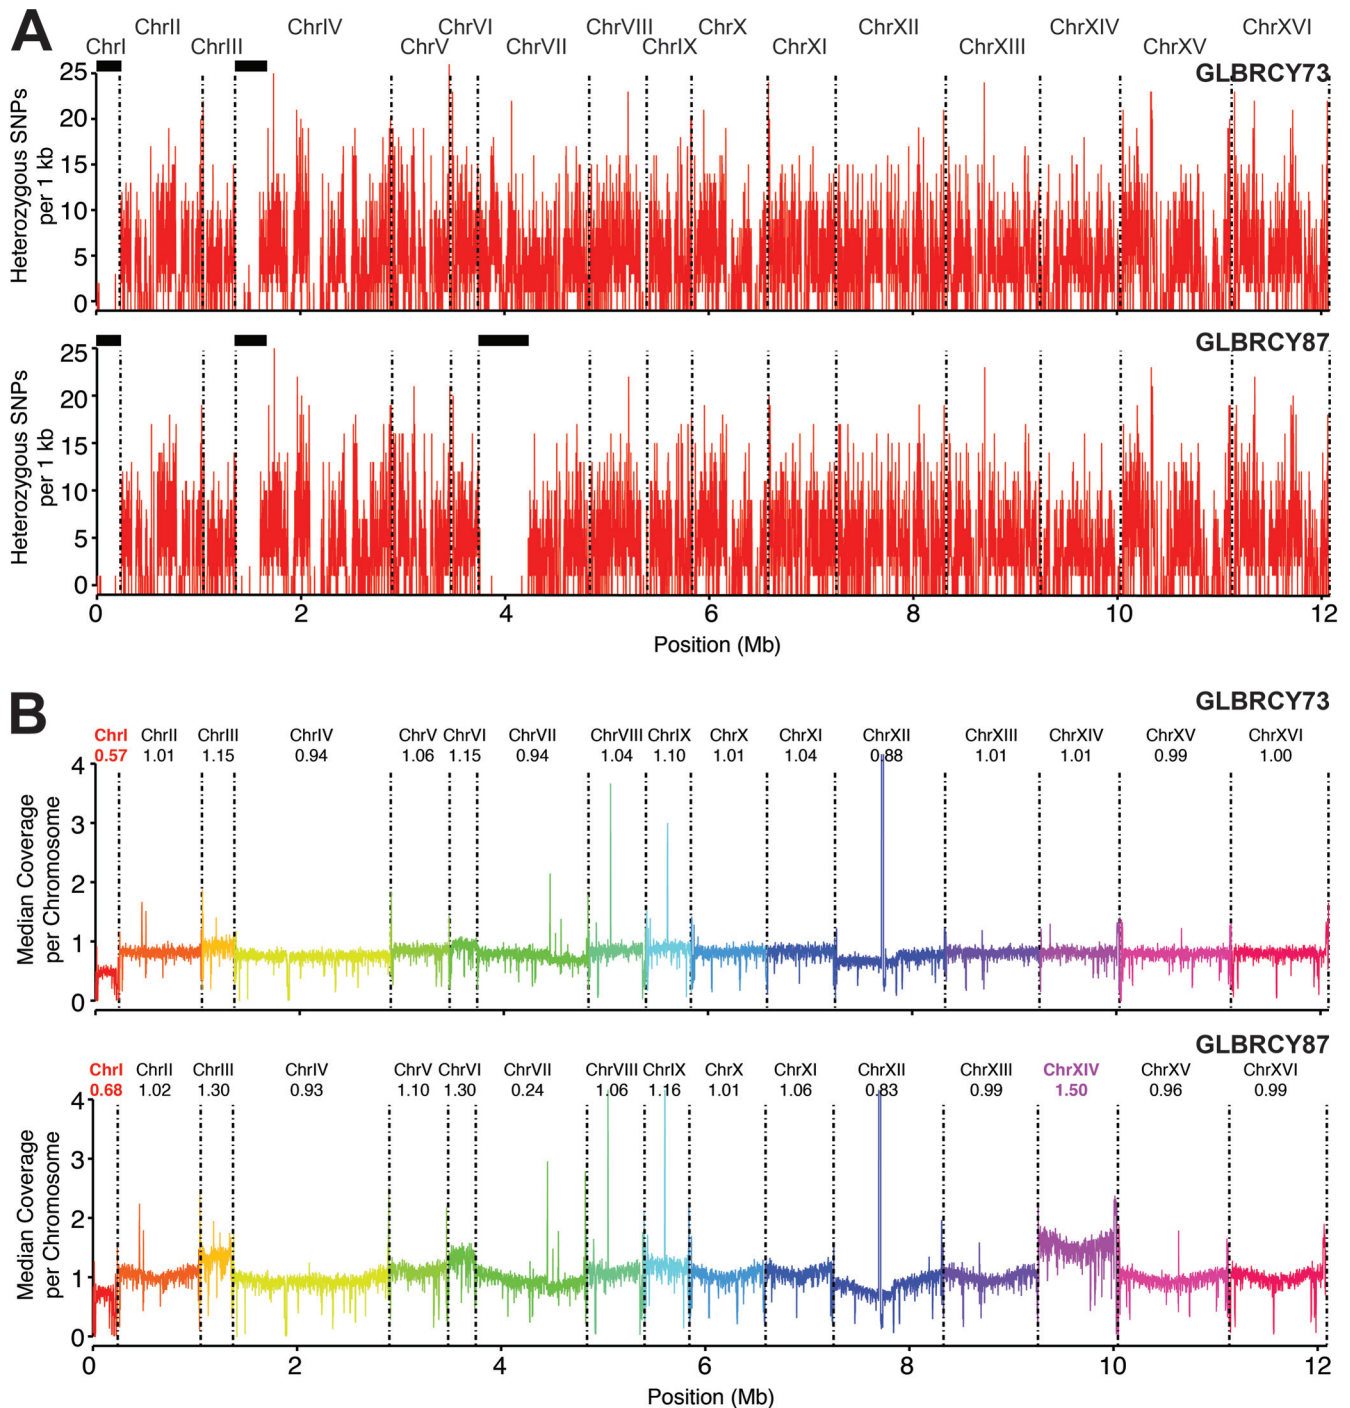 A
ChrII ChrIV ChrVI ChrVIII ChrX ChrXII ChrXIV ChrXVI
ChrI ChrIII ChrV ChrVII ChrIX ChrXI ChrXIII ChrXV
GLBRCY73
Heterozygous SNPs
per 1 kb
25
20
15
10
5
0
GLBRCY87
Heterozygous SNPs
per 1 kb
25
20
15
10
5
0
0 2 4 6 8 10 12
Position (Mb)
B
GLBRCY73
ChrI ChrII ChrIII ChrIV ChrV ChrVI ChrVII ChrVIII ChrIX ChrX ChrXI ChrXII ChrXIII ChrXIV ChrXV ChrXVI
0.57 1.01 1.15 0.94 1.06 1.15 0.94 1.04 1.10 1.01 1.04 0.88 1.01 1.01 0.99 1.00
Median Coverage
per Chromosome
4
3
2
1
0
GLBRCY87
ChrI ChrII ChrIII ChrIV ChrV ChrVI ChrVII ChrVIII ChrIX ChrX ChrXI ChrXII ChrXIII ChrXIV ChrXV ChrXVI
0.68 1.02 1.30 0.93 1.10 1.30 0.24 1.06 1.16 1.01 1.06 0.83 0.99 1.50 0.96 0.99
Median Coverage
per Chromosome
4
3
2
1
0
0 2 4 6 8 10 12
Position (Mb)